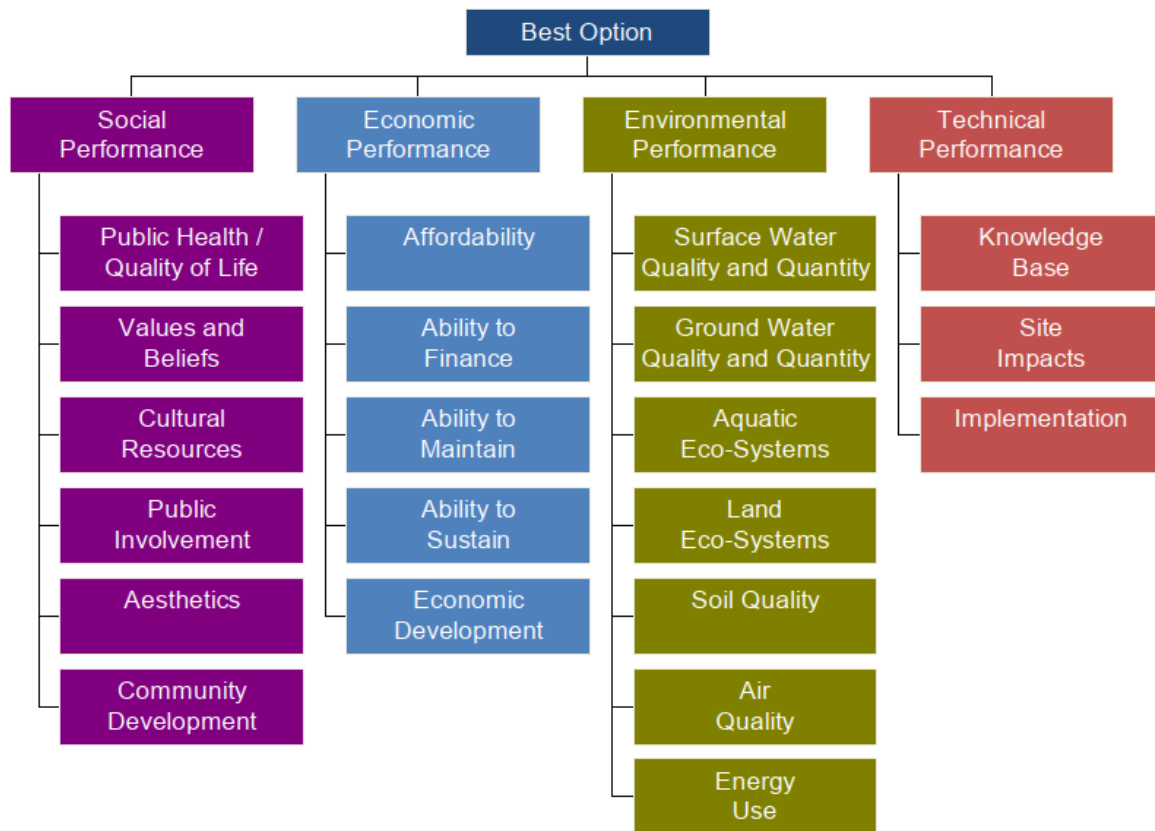 Best Option
Social
Performance
Public Health /
Quality of Life
Values and
Beliefs
Cultural
Resources
Public
Involvement
Aesthetics
Community
Development
Economic
Performance
Affordability
Ability to
Finance
Ability to
Maintain
Ability to
Sustain
Economic
Development
Environmental
Performance
Surface Water
Quality and Quantity
Ground Water
Quality and Quantity
Aquatic
Eco-Systems
Land
Eco-Systems
Soil Quality
Air
Quality
Energy
Use
Technical
Performance
Knowledge
Base
Site
Impacts
Implementation